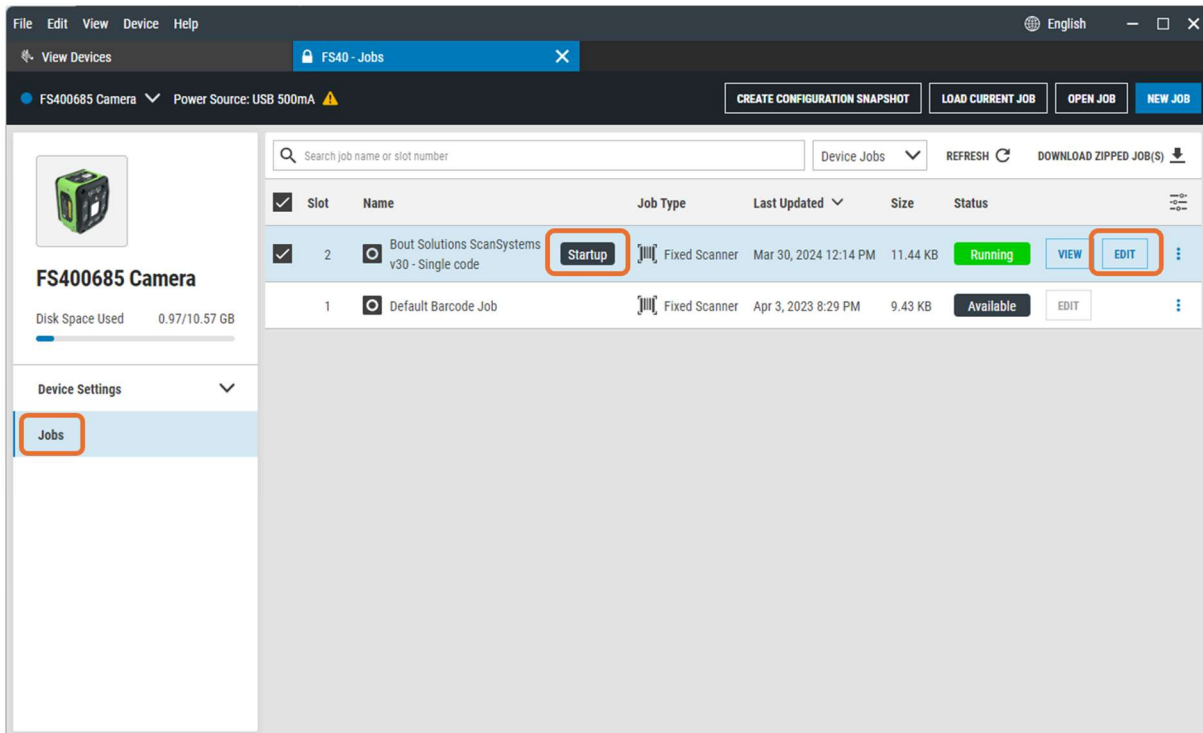 File Edit View Device Help English
View Devices FS40 - Jobs
FS400685 Camera Power Source: USB 500mA CREATE CONFIGURATION SNAPSHOT LOAD CURRENT JOB OPEN JOB NEW JOB
Search job name or slot number Device Jobs REFRESH DOWNLOAD ZIPPED JOB(S)
Slot Name Job Type Last Updated Size Status
2 Bout Solutions ScanSystems
v30 - Single code Startup Fixed Scanner Mar 30, 2024 12:14 PM 11.44 KB Running VIEW EDIT
1 Default Barcode Job Fixed Scanner Apr 3, 2023 8:29 PM 9.43 KB Available EDIT
FS400685 Camera
Disk Space Used 0.97/10.57 GB
Device Settings
Jobs